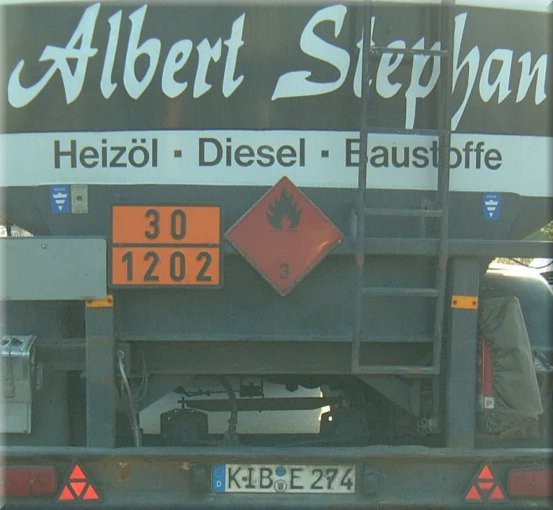 Albert Stephan
Heizöl · Diesel · Baustoffe
30
1202
3
D
KIB E 274